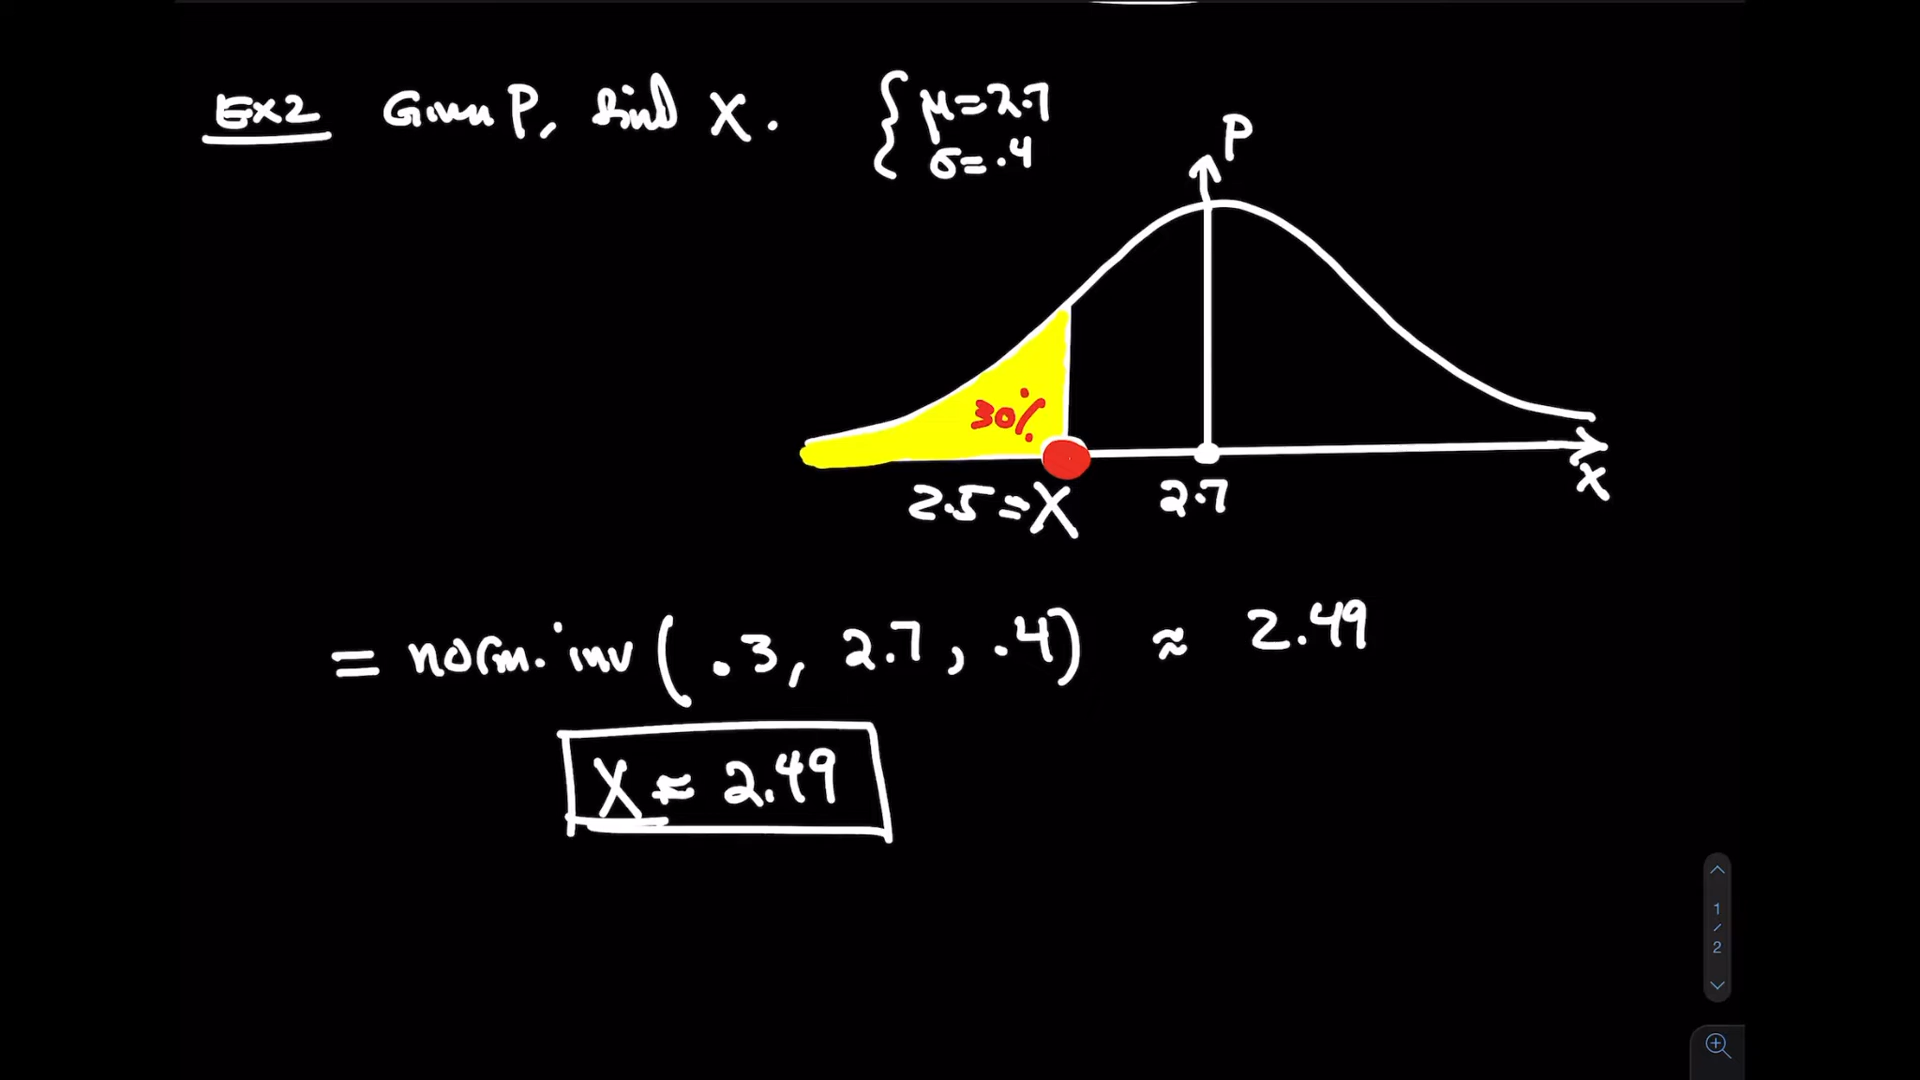 Ex2 Given P, find X. { μ=2.7
σ=.4
P
30%
2.5=X 2.7 X
= norm.inv(.3, 2.7, .4) ≈ 2.49
X ≈ 2.49
1
/
2